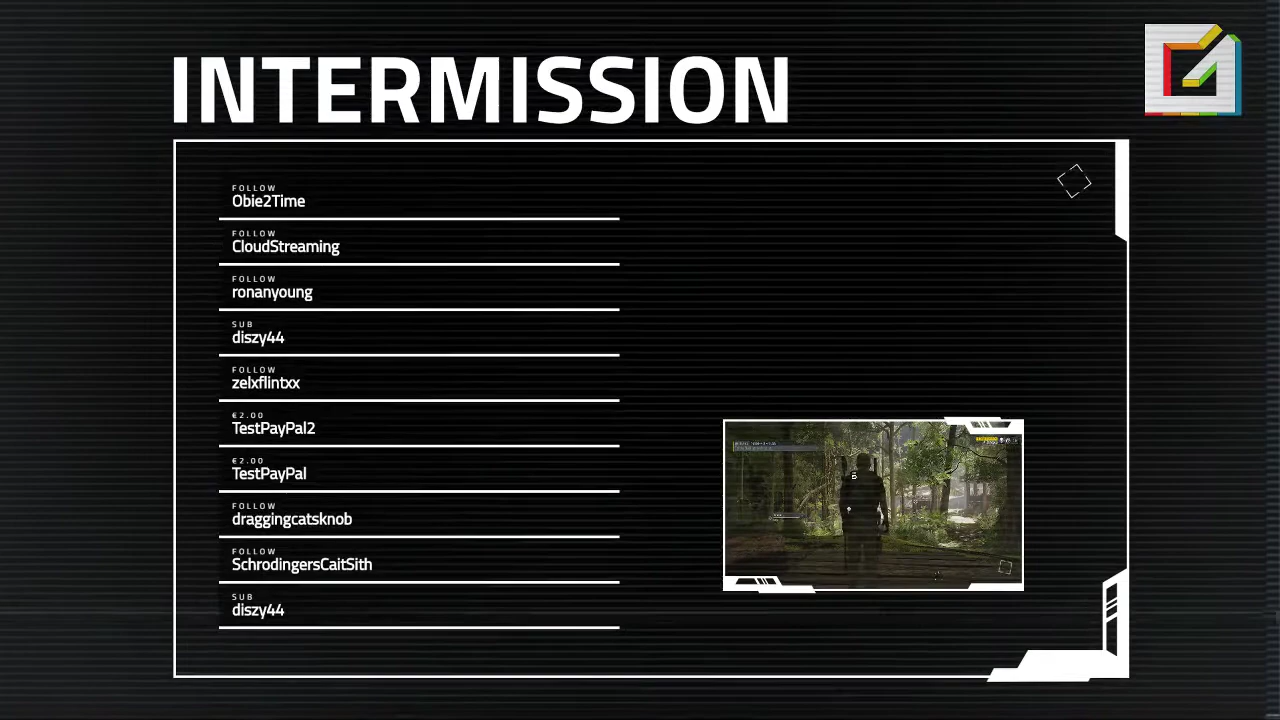 INTERMISSION
FOLLOW
Obie2Time
FOLLOW
CloudStreaming
FOLLOW
ronanyoung
SUB
diszy44
FOLLOW
zelxflintxx
€2.00
TestPayPal2
€2.00
TestPayPal
FOLLOW
draggingcatsknob
FOLLOW
SchrodingersCaitSith
SUB
diszy44